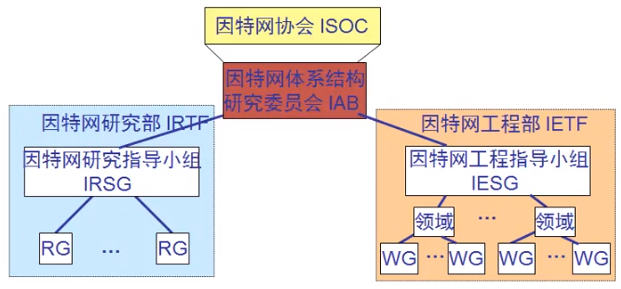 因特网协会 ISOC
因特网体系结构
研究委员会 IAB
因特网研究部 IRTF
因特网研究指导小组
IRSG
RG … RG
因特网工程部 IETF
因特网工程指导小组
IESG
领域 … 领域
WG … WG WG … WG